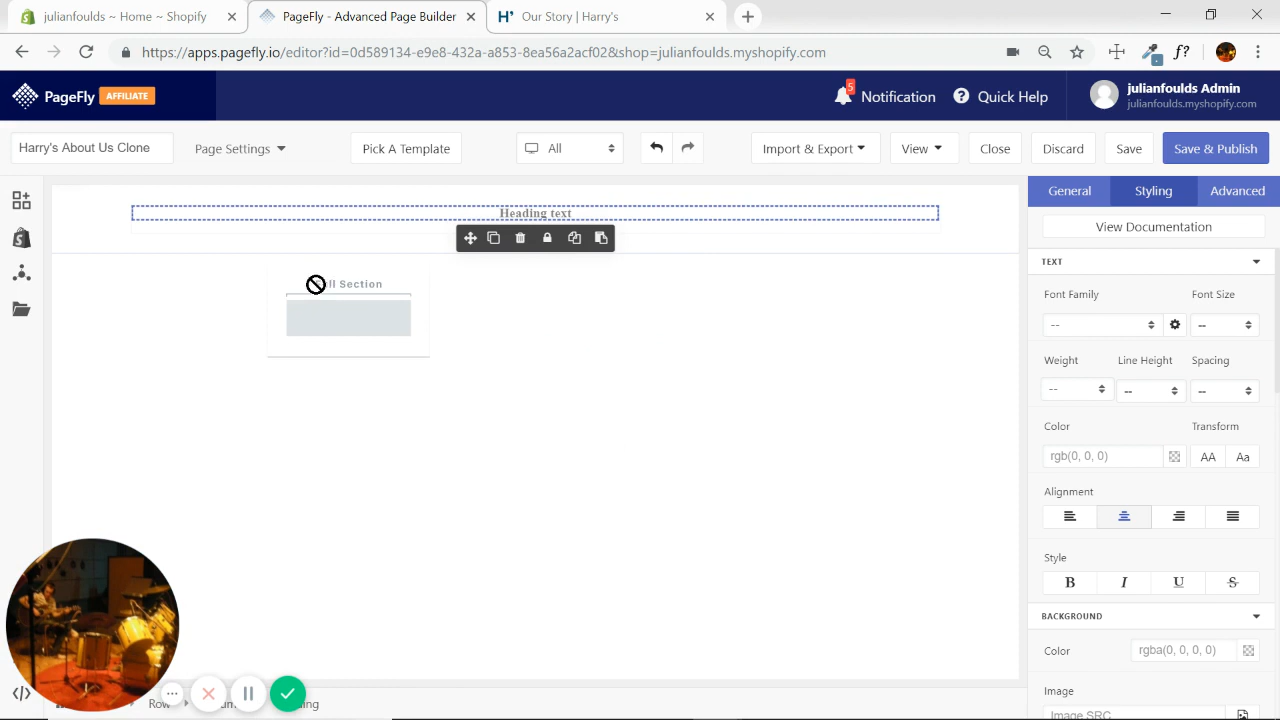 julianfoulds ~ Home ~ Shopify
PageFly - Advanced Page Builder
Our Story | Harry's
https://apps.pagefly.io/editor?id=0d589134-e9e8-432a-a853-8ea56a2acf02&shop=julianfoulds.myshopify.com
f?
PageFly AFFILIATE
5
Notification
Quick Help
julianfoulds Admin
julianfoulds.myshopify.com
Harry's About Us Clone
Page Settings
Pick A Template
All
Import & Export
View
Close
Discard
Save
Save & Publish
Heading text
ll Section
General
Styling
Advanced
View Documentation
TEXT
Font Family
Font Size
--
--
Weight
Line Height
Spacing
--
--
--
Color
Transform
rgb(0, 0, 0)
AA
Aa
Alignment
Style
B
I
U
S
BACKGROUND
Color
rgba(0, 0, 0, 0)
Image
Image SRC